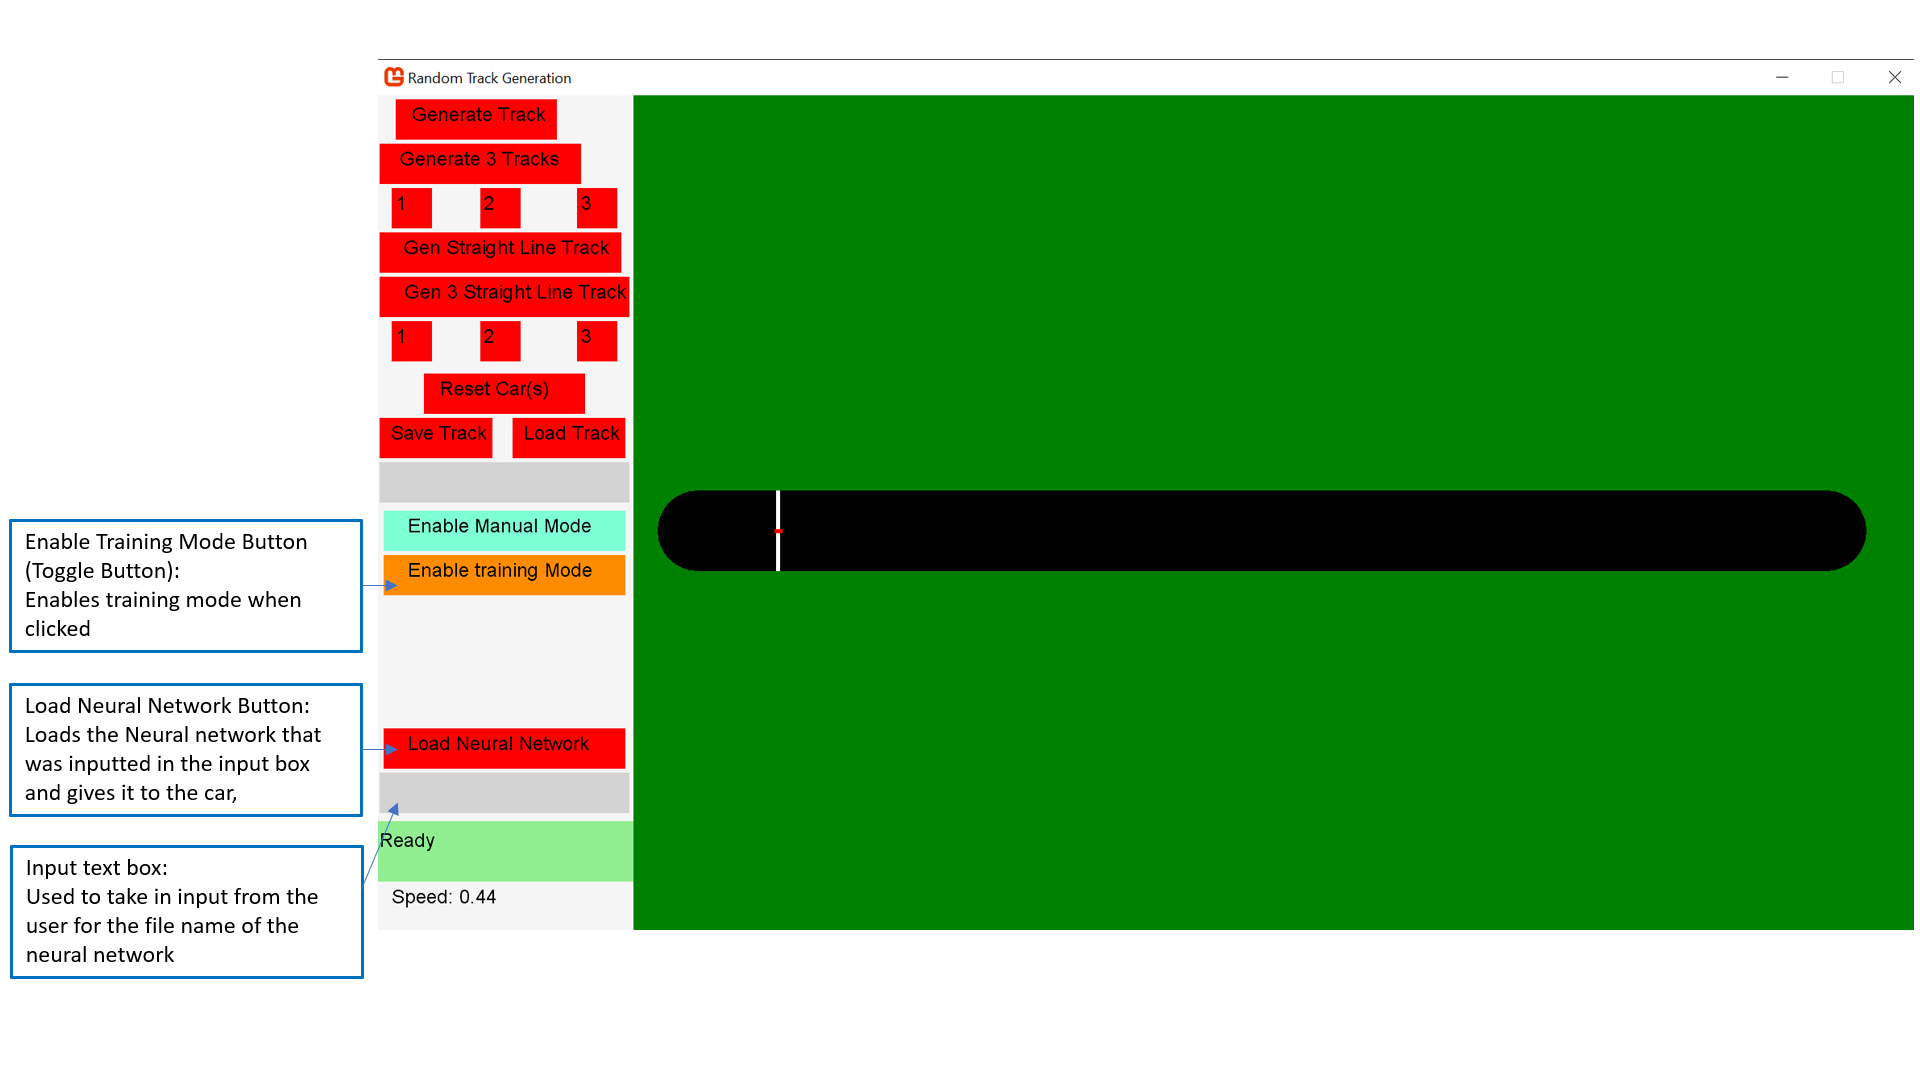 Random Track Generation
Generate Track
Generate 3 Tracks
1 2 3
Gen Straight Line Track
Gen 3 Straight Line Track
1 2 3
Reset Car(s)
Save Track Load Track
Enable Manual Mode
Enable training Mode
Load Neural Network
Ready
Speed: 0.44
Enable Training Mode Button
(Toggle Button):
Enables training mode when
clicked
Load Neural Network Button:
Loads the Neural network that
was inputted in the input box
and gives it to the car,
Input text box:
Used to take in input from the
user for the file name of the
neural network